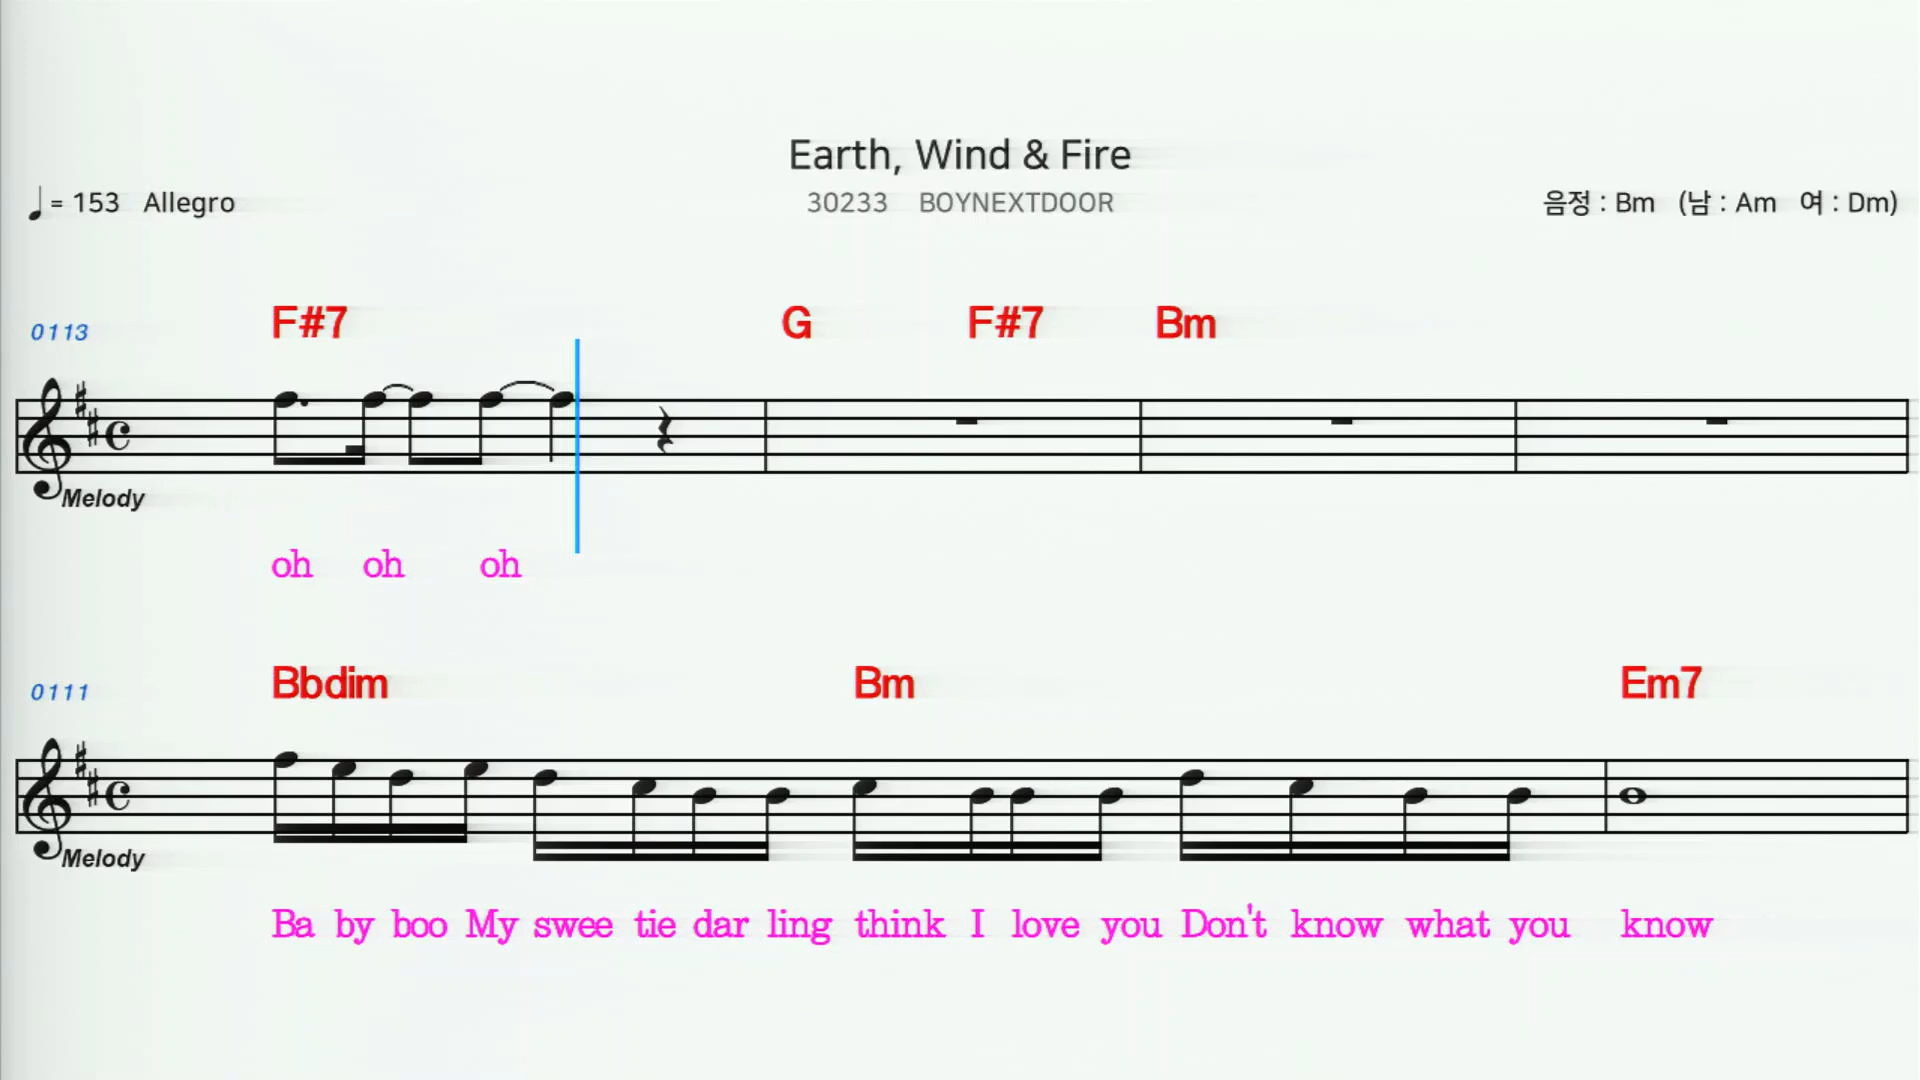 Earth, Wind & Fire
♩ = 153 Allegro
30233 BOYNEXTDOOR
음정 : Bm (남 : Am 여 : Dm)
0113
F#7 G F#7 Bm
Melody
oh oh oh
0111
Bbdim Bm Em7
Melody
Ba by boo My swee tie dar ling think I love you Don't know what you know